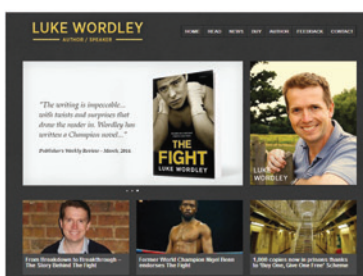 LUKE WORDLEY
AUTHOR / SPEAKER
HOME READ NEWS BUY AUTHOR FEEDBACK CONTACT
"The writing is impeccable...
with twists and surprises that
draw the reader in. Wordley has
written a Champion novel..."
Publisher's Weekly Review - March, 2014
THE
FIGHT
LUKE WORDLEY
LUKE
WORDLEY
From Breakdown to Breakthrough –
The Story Behind The Fight
Former World Champion Nigel Benn
endorses The Fight
1,000 copies now in prisons thanks
to 'Buy One, Give One Free' Scheme